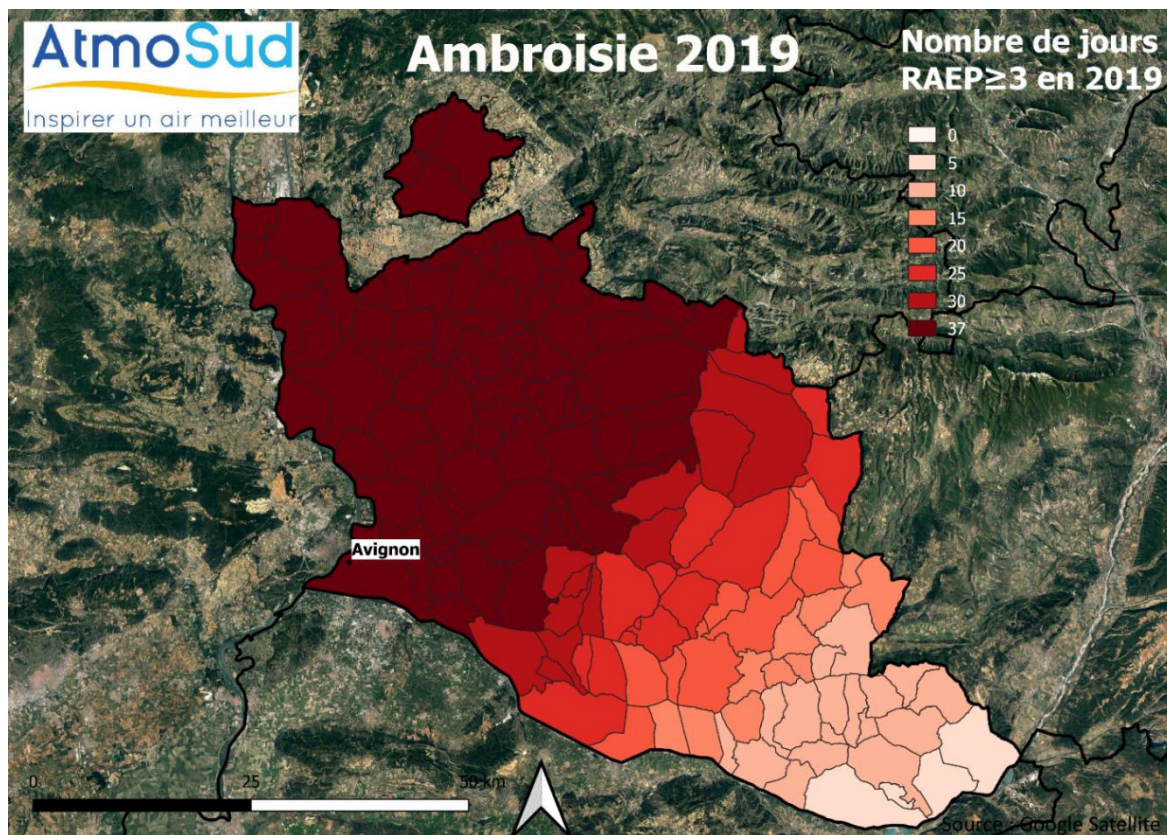 AtmoSud
Inspirer un air meilleur
Ambroisie 2019
Nombre de jours
RAEP≥3 en 2019
0
5
10
15
20
25
30
37
Avignon
0
25
50 km
Source : Google Satellite